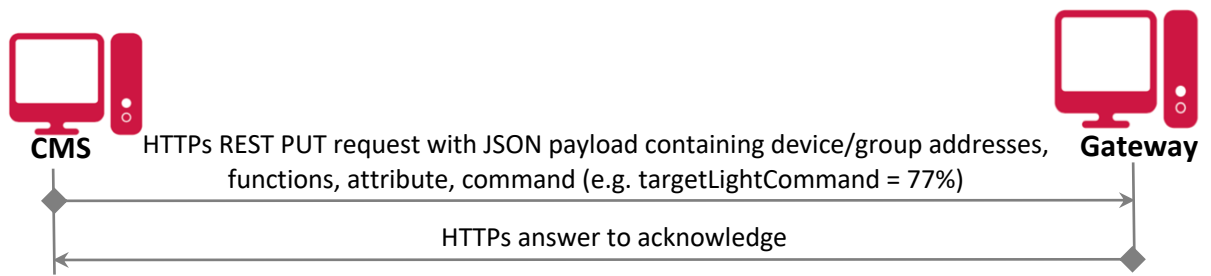 CMS
Gateway
HTTPs REST PUT request with JSON payload containing device/group addresses,
functions, attribute, command (e.g. targetLightCommand = 77%)
HTTPs answer to acknowledge